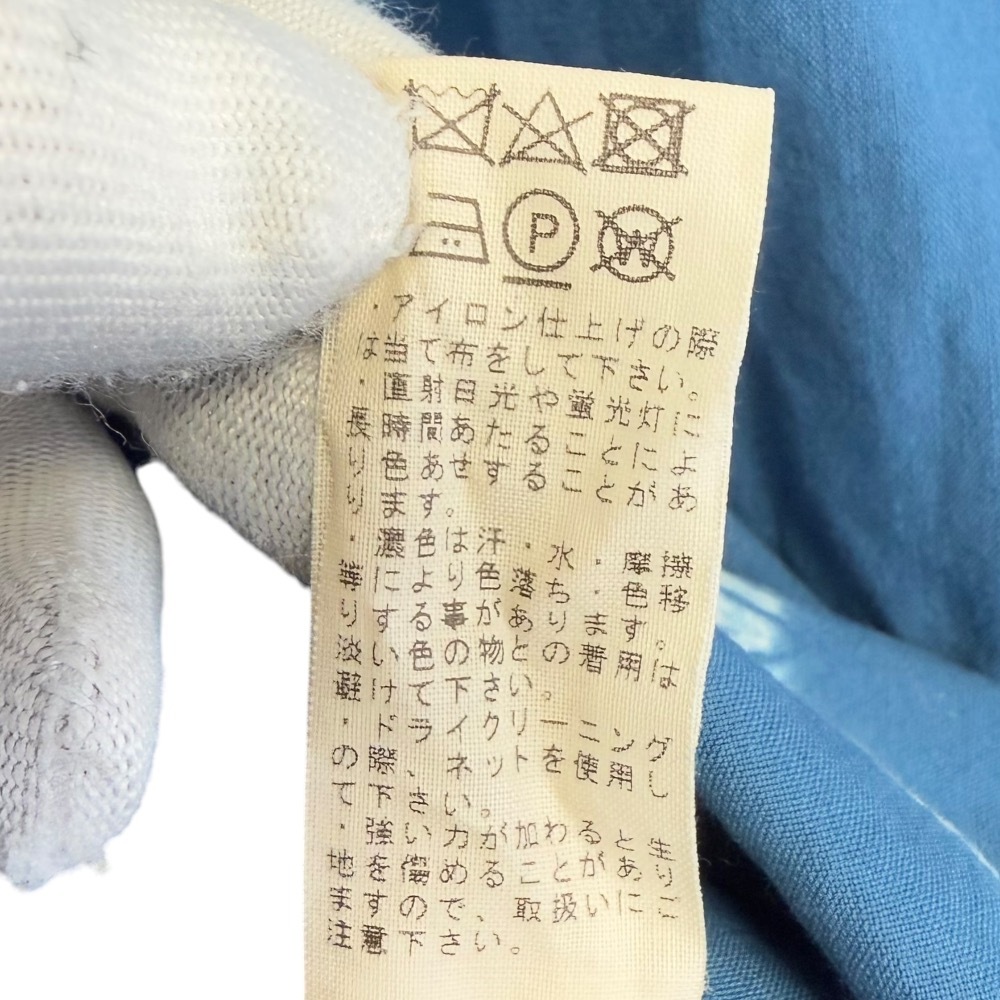 P
W
・アイロン仕上げの際
は当て布をして下さい。
・直射日光や蛍光灯に
長時間あたることによ
り色あせすることがあ
ります。
・濃色は汗・水・摩擦
により色落ち・色移
りする事があります。
淡い色の物との着用は
けて下さい。
・ドライクリーニング
の際、ネットを使用し
て下さい。
・強い力が加わると生
地を傷めることがあり
ますので、取扱いにご
注意下さい。